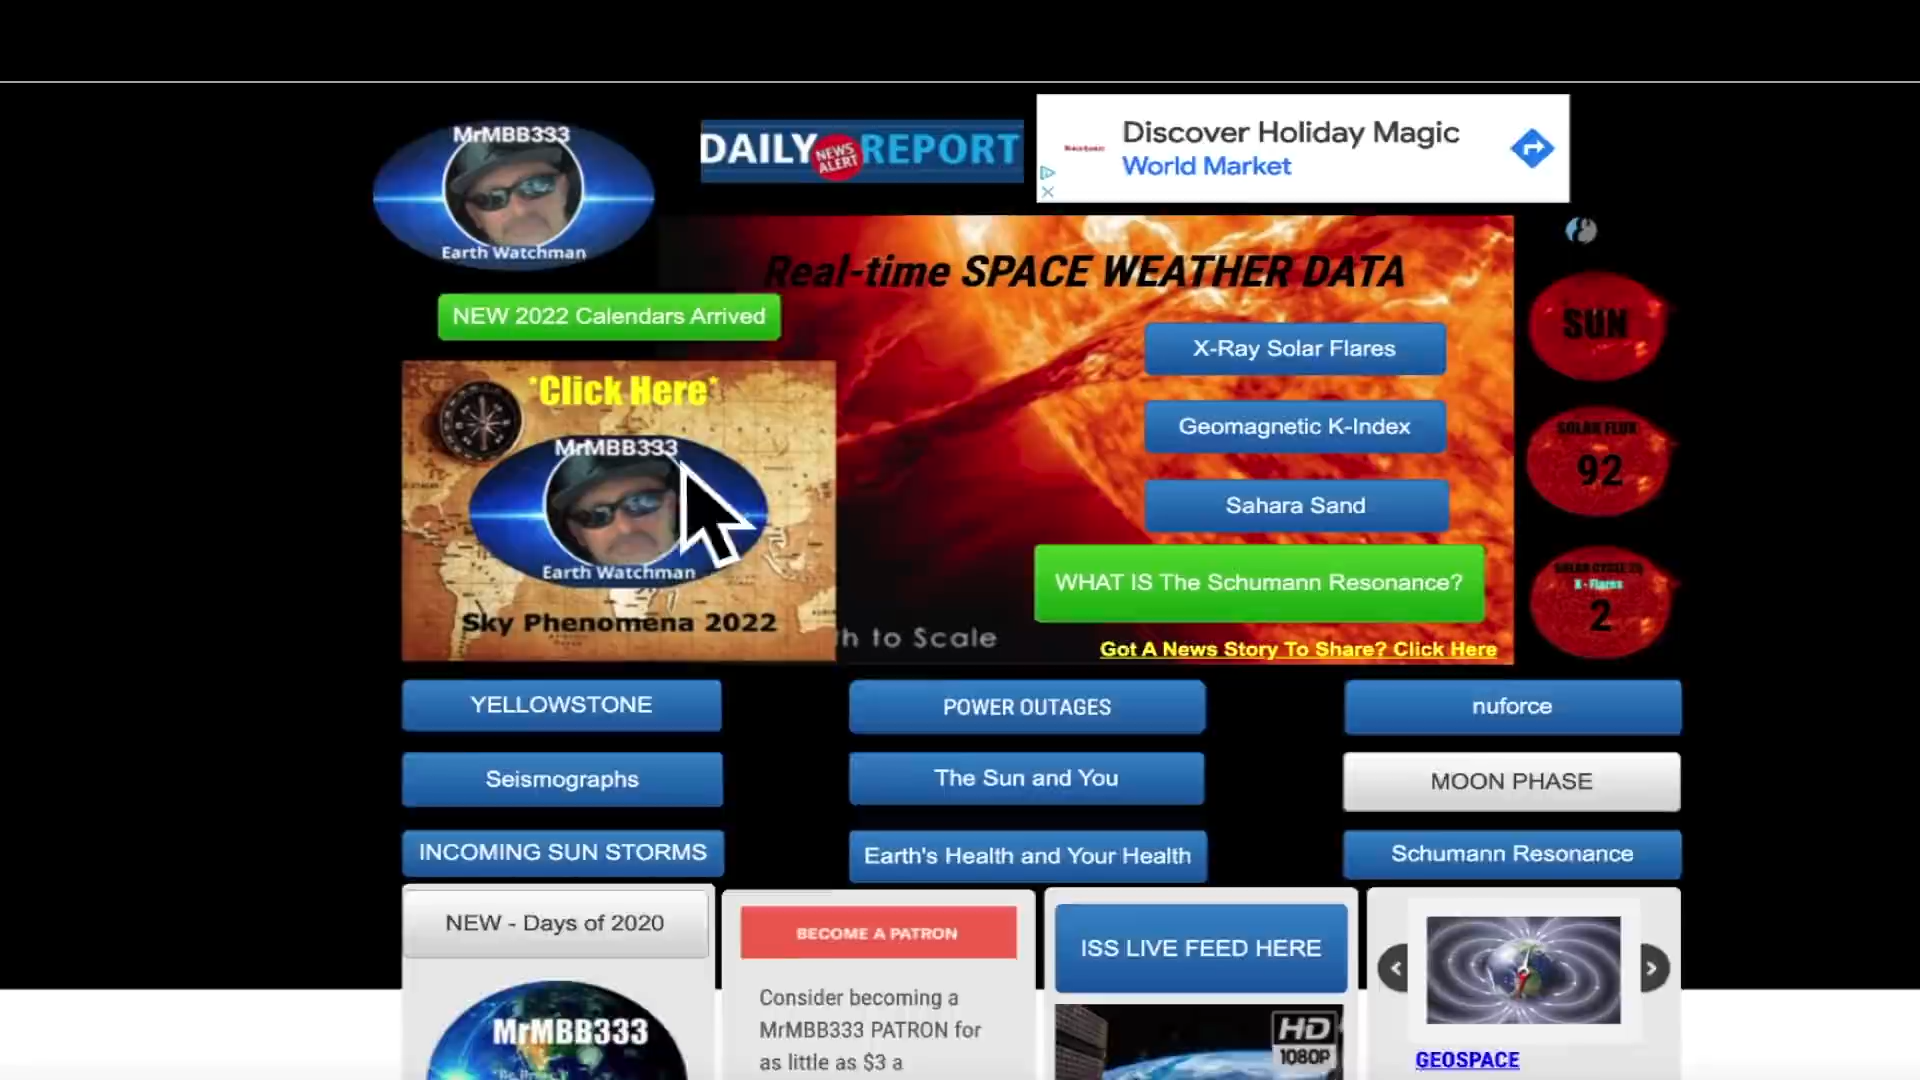 MrMBB333
Earth Watchman
DAILY NEWS ALERT REPORT
Discover Holiday Magic
World Market
Real-time SPACE WEATHER DATA
NEW 2022 Calendars Arrived
*Click Here*
MrMBB333
Earth Watchman
Sky Phenomena 2022
h to Scale
X-Ray Solar Flares
Geomagnetic K-Index
Sahara Sand
WHAT IS The Schumann Resonance?
Got A News Story To Share? Click Here
SUN
SOLAR FLUX
92
X - Flares
2
YELLOWSTONE
POWER OUTAGES
nuforce
Seismographs
The Sun and You
MOON PHASE
INCOMING SUN STORMS
Earth's Health and Your Health
Schumann Resonance
NEW - Days of 2020
MrMBB333
BECOME A PATRON
Consider becoming a
MrMBB333 PATRON for
as little as $3 a
ISS LIVE FEED HERE
HD
1080P
GEOSPACE